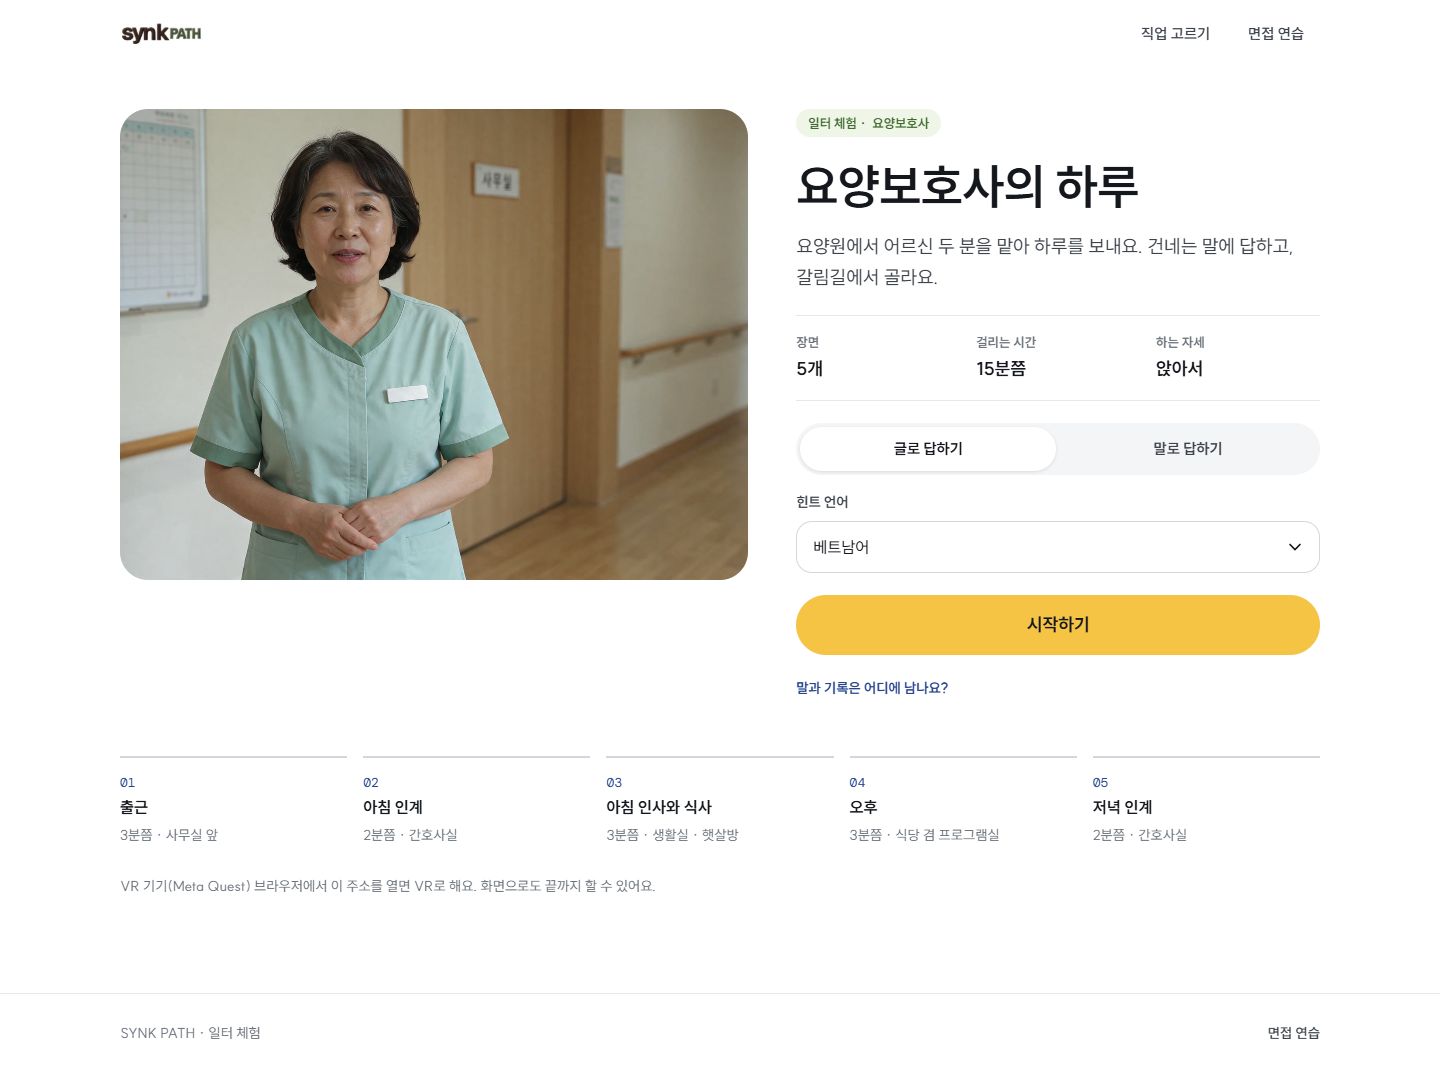 synk PATH
직업 고르기
면접 연습
사무실
일터 체험 · 요양보호사
요양보호사의 하루
요양원에서 어르신 두 분을 맡아 하루를 보내요. 건네는 말에 답하고,
갈림길에서 골라요.
장면
걸리는 시간
하는 자세
5개
15분쯤
앉아서
글로 답하기
말로 답하기
힌트 언어
베트남어
시작하기
말과 기록은 어디에 남나요?
01
출근
3분쯤 · 사무실 앞
02
아침 인계
2분쯤 · 간호사실
03
아침 인사와 식사
3분쯤 · 생활실 · 햇살방
04
오후
3분쯤 · 식당 겸 프로그램실
05
저녁 인계
2분쯤 · 간호사실
VR 기기(Meta Quest) 브라우저에서 이 주소를 열면 VR로 해요. 화면으로도 끝까지 할 수 있어요.
SYNK PATH · 일터 체험
면접 연습